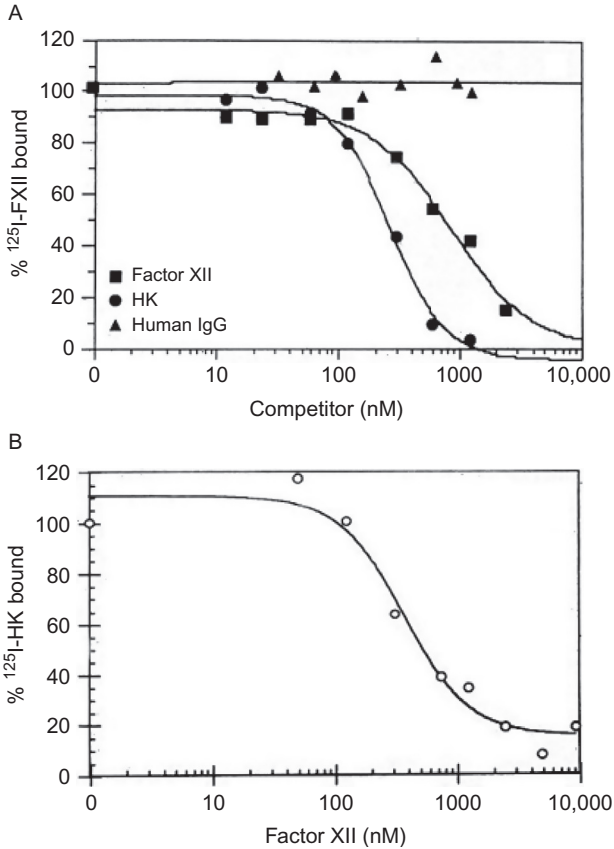 A
120
100
80
60
40
20
0
% ¹²⁵I-FXII bound
Factor XII
HK
Human IgG
0 10 100 1000 10,000
Competitor (nM)
B
120
100
80
60
40
20
0
% ¹²⁵I-HK bound
0 10 100 1000 10,000
Factor XII (nM)